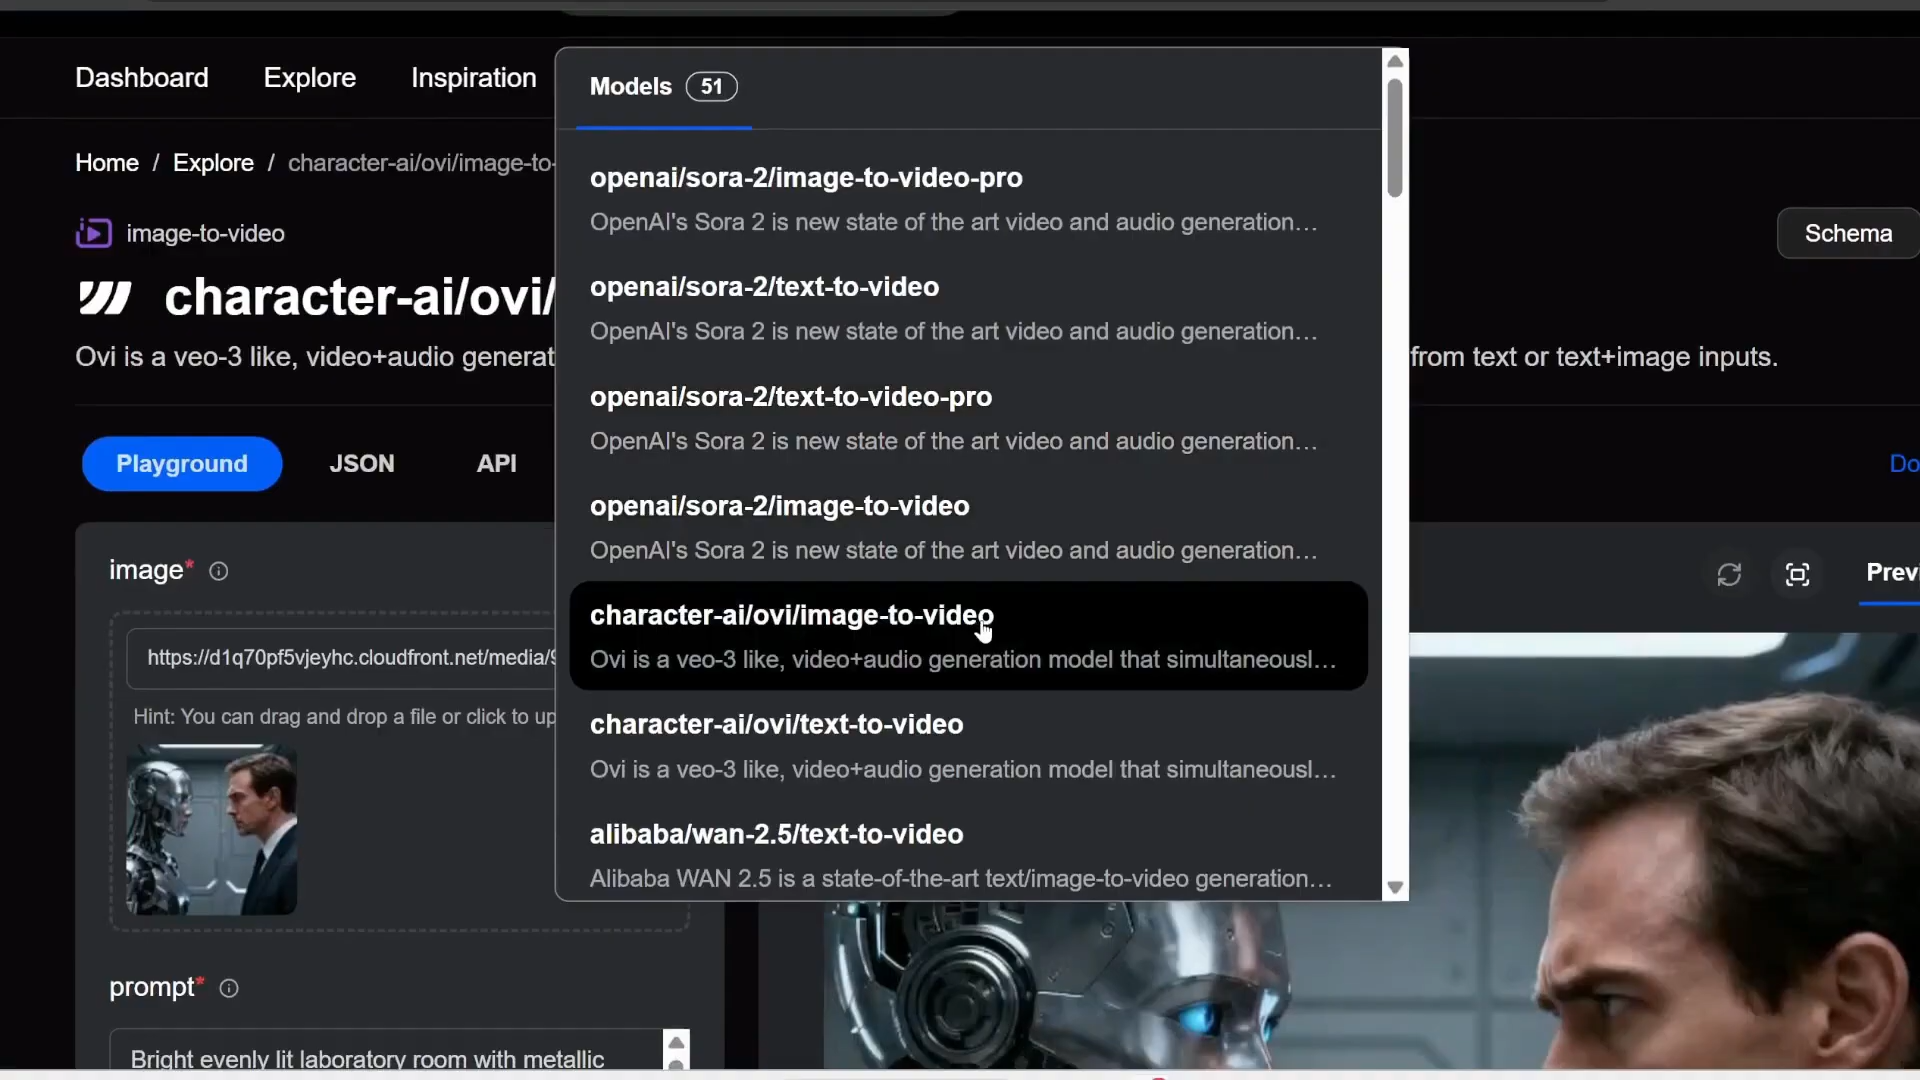 Dashboard
Explore
Inspiration
Home / Explore / character-ai/ovi/image-to-
image-to-video
character-ai/ovi/
Ovi is a veo-3 like, video+audio generat
from text or text+image inputs.
Schema
Playground
JSON
API
Do
image*
https://d1q70pf5vjeyhc.cloudfront.net/media/9
Hint: You can drag and drop a file or click to up
prompt*
Bright evenly lit laboratory room with metallic
Models 51
openai/sora-2/image-to-video-pro
OpenAI's Sora 2 is new state of the art video and audio generation...
openai/sora-2/text-to-video
OpenAI's Sora 2 is new state of the art video and audio generation...
openai/sora-2/text-to-video-pro
OpenAI's Sora 2 is new state of the art video and audio generation...
openai/sora-2/image-to-video
OpenAI's Sora 2 is new state of the art video and audio generation...
character-ai/ovi/image-to-video
Ovi is a veo-3 like, video+audio generation model that simultaneousl...
character-ai/ovi/text-to-video
Ovi is a veo-3 like, video+audio generation model that simultaneousl...
alibaba/wan-2.5/text-to-video
Alibaba WAN 2.5 is a state-of-the-art text/image-to-video generation...
Previ